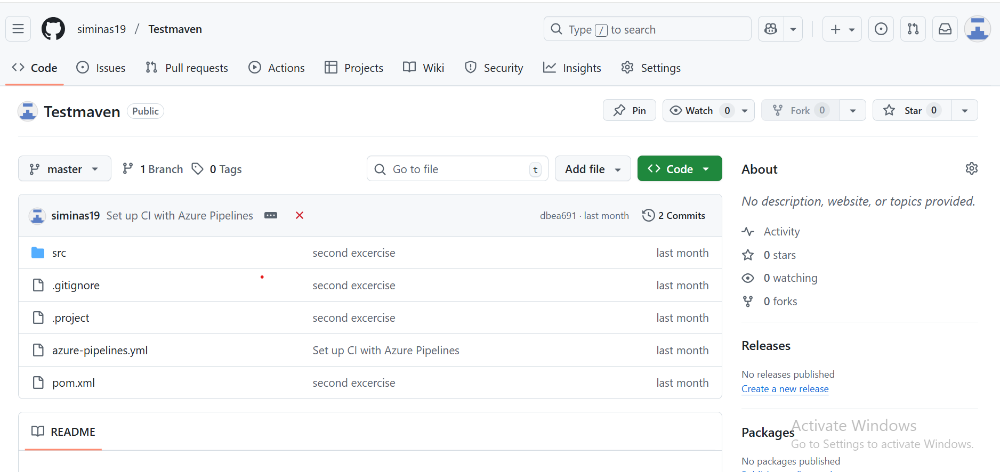 siminas19 / Testmaven
Type / to search
Code
Issues
Pull requests
Actions
Projects
Wiki
Security
Insights
Settings
Testmaven
Public
Pin
Watch 0
Fork 0
Star 0
master
1 Branch
0 Tags
Go to file t
Add file
Code
siminas19 Set up CI with Azure Pipelines
dbea691 · last month
2 Commits
src second excercise last month
.gitignore second excercise last month
.project second excercise last month
azure-pipelines.yml Set up CI with Azure Pipelines last month
pom.xml second excercise last month
README
About
No description, website, or topics provided.
Activity
0 stars
0 watching
0 forks
Releases
No releases published
Create a new release
Packages
No packages published
Activate Windows
Go to Settings to activate Windows.